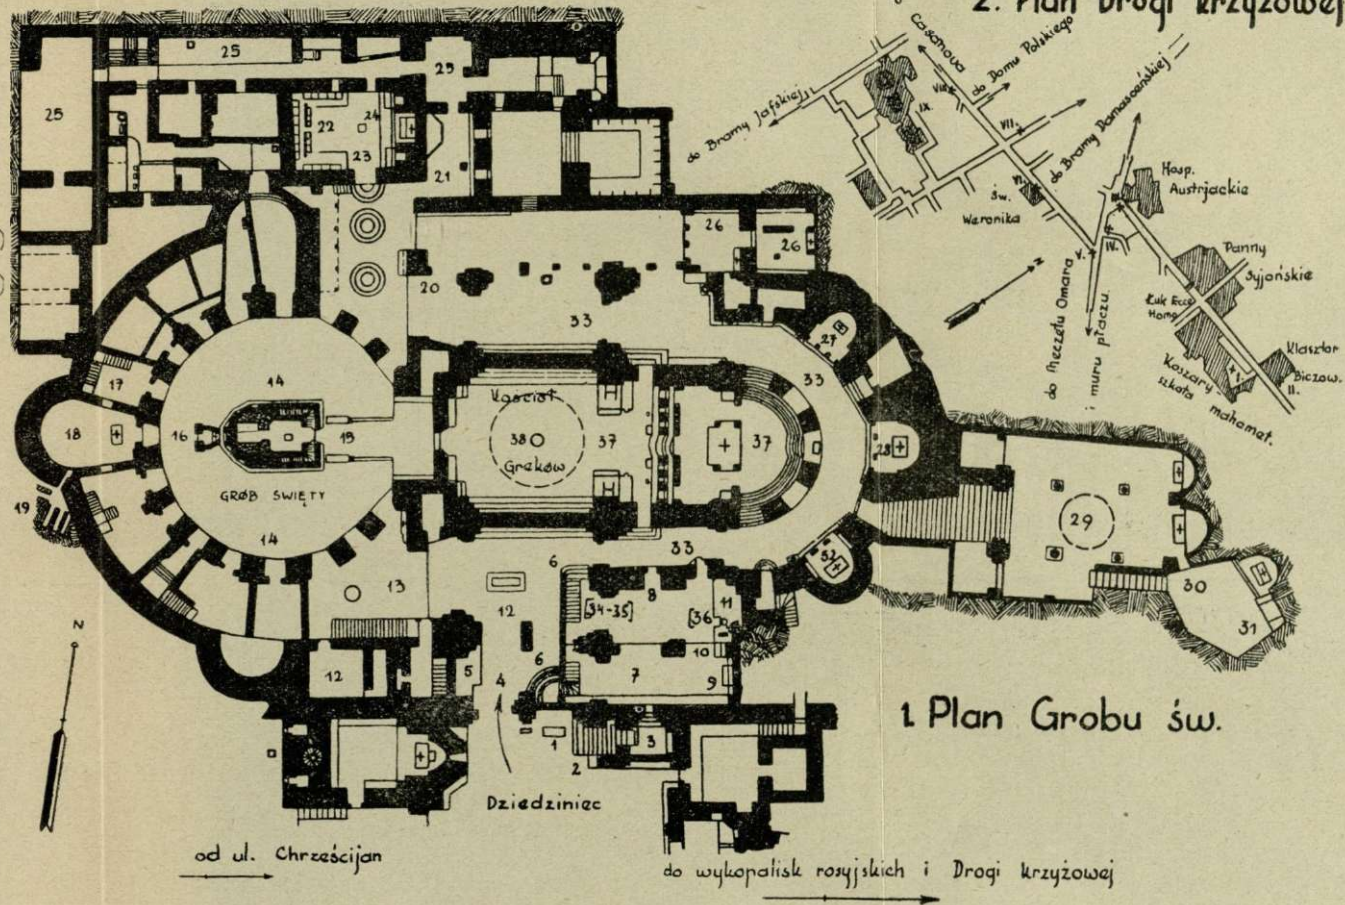 2. Plan Drogi krzyżowej
Casanova
do Domu Polskiego
do Bramy Jafskiej
do Bramy Damasceńskiej
VIII.
IX.
VII.
VI.
Św.
Weronika
Hosp.
Austrjackie
IV.
V.
Panny
Syjońskie
Łuk Ecce
Homo
do Meczetu Omara
i muru płaczu.
Koszary
szkoła mahomet.
I.
Klasztor
Biczow.
II.
N
25
25
29
22
24
23
21
20
26
26
33
27
33
17
14
18
16
15
GRÓB ŚWIĘTY
14
19
Kościoł
38
37
Greków
37
28
29
30
31
33
32
13
12
6
[34-35]
8
[36
11
10
7
9
12
5
4
6
1
2
3
N
1. Plan Grobu św.
Dziedziniec
od ul. Chrześcijan
do wykopalisk rosyjskich i Drogi krzyżowej